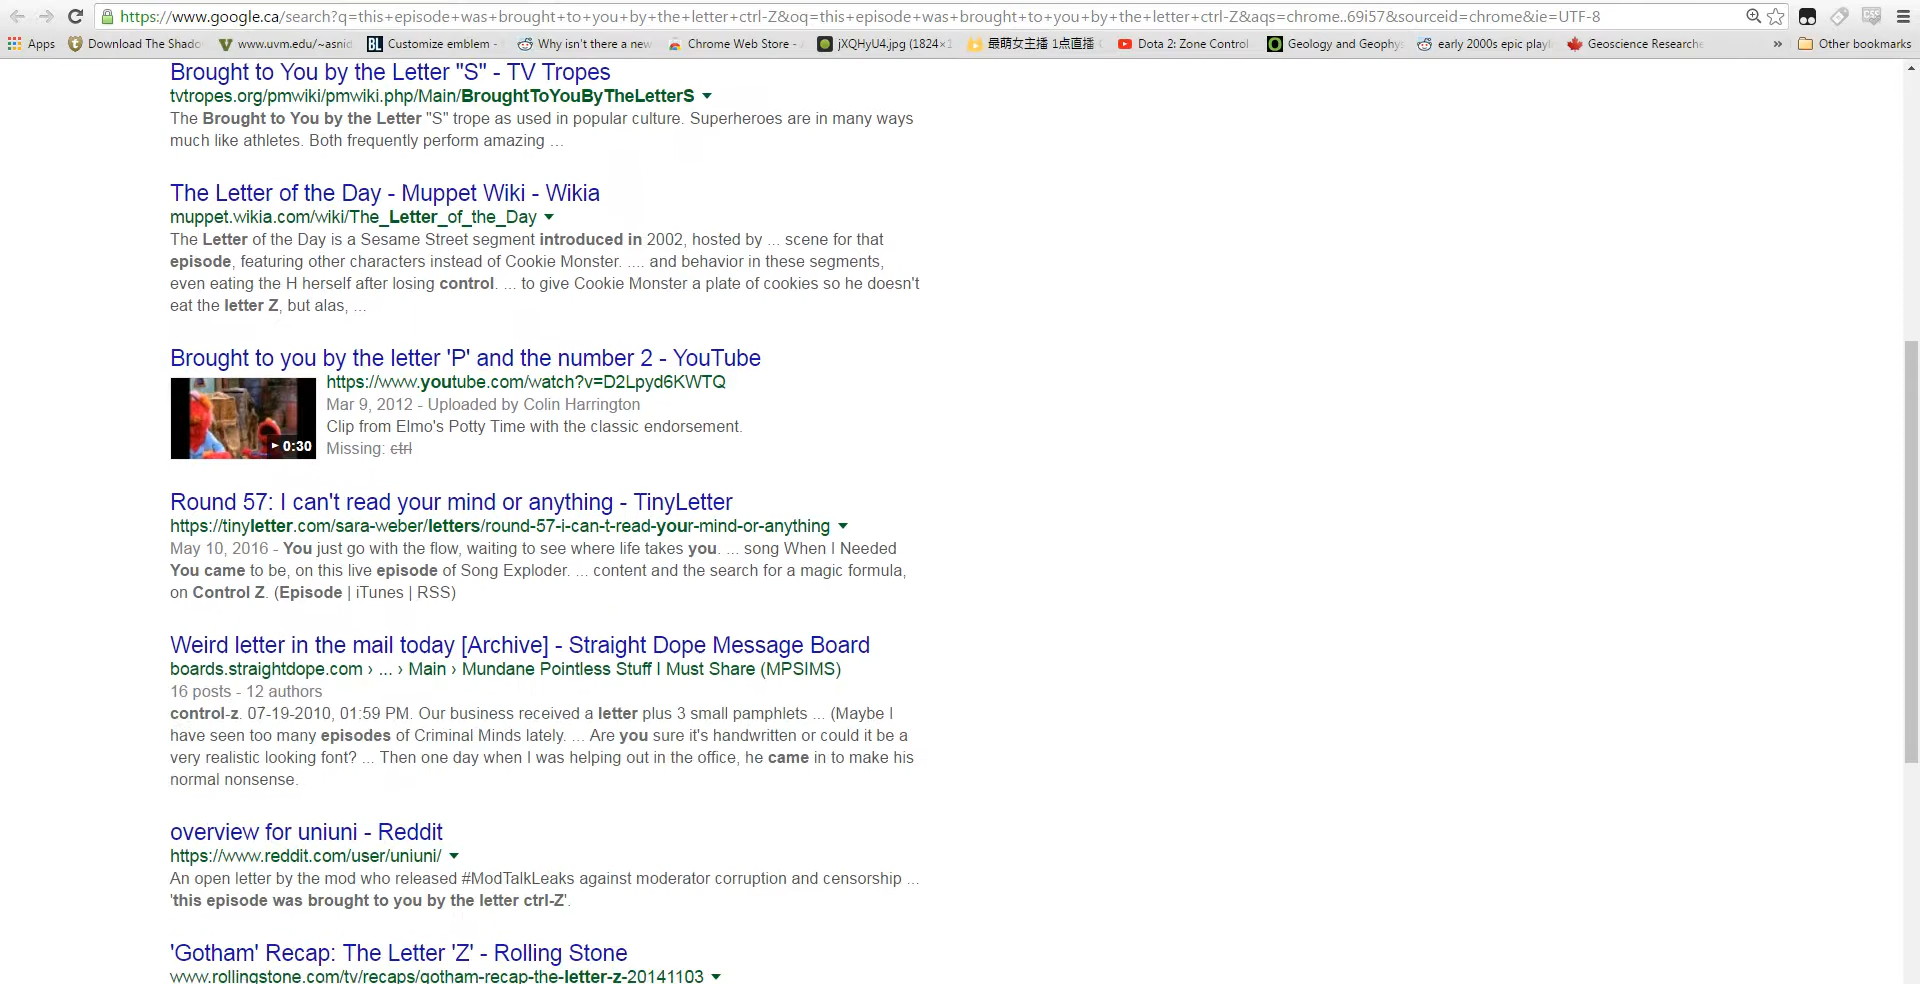 https://www.google.ca/search?q=this+episode+was+brought+to+you+by+the+letter+ctrl-Z&oq=this+episode+was+brought+to+you+by+the+letter+ctrl-Z&aqs=chrome..69i57&sourceid=chrome&ie=UTF-8
Apps Download The Shado www.uvm.edu/~asnid BL Customize emblem - Why isn't there a new Chrome Web Store - jXQHyU4.jpg (1824×1 最萌女主播 1点直播 Dota 2: Zone Control Geology and Geophys early 2000s epic playl Geoscience Researche » Other bookmarks
Brought to You by the Letter "S" - TV Tropes
tvtropes.org/pmwiki/pmwiki.php/Main/BroughtToYouByTheLetterS
The Brought to You by the Letter "S" trope as used in popular culture. Superheroes are in many ways
much like athletes. Both frequently perform amazing ...
The Letter of the Day - Muppet Wiki - Wikia
muppet.wikia.com/wiki/The_Letter_of_the_Day
The Letter of the Day is a Sesame Street segment introduced in 2002, hosted by ... scene for that
episode, featuring other characters instead of Cookie Monster. .... and behavior in these segments,
even eating the H herself after losing control. ... to give Cookie Monster a plate of cookies so he doesn't
eat the letter Z, but alas, ...
Brought to you by the letter 'P' and the number 2 - YouTube
0:30
https://www.youtube.com/watch?v=D2Lpyd6KWTQ
Mar 9, 2012 - Uploaded by Colin Harrington
Clip from Elmo's Potty Time with the classic endorsement.
Missing: ctrl
Round 57: I can't read your mind or anything - TinyLetter
https://tinyletter.com/sara-weber/letters/round-57-i-can-t-read-your-mind-or-anything
May 10, 2016 - You just go with the flow, waiting to see where life takes you. ... song When I Needed
You came to be, on this live episode of Song Exploder. ... content and the search for a magic formula,
on Control Z. (Episode | iTunes | RSS)
Weird letter in the mail today [Archive] - Straight Dope Message Board
boards.straightdope.com › ... › Main › Mundane Pointless Stuff I Must Share (MPSIMS)
16 posts - 12 authors
control-z. 07-19-2010, 01:59 PM. Our business received a letter plus 3 small pamphlets ... (Maybe I
have seen too many episodes of Criminal Minds lately. ... Are you sure it's handwritten or could it be a
very realistic looking font? ... Then one day when I was helping out in the office, he came in to make his
normal nonsense.
overview for uniuni - Reddit
https://www.reddit.com/user/uniuni/
An open letter by the mod who released #ModTalkLeaks against moderator corruption and censorship ...
'this episode was brought to you by the letter ctrl-Z'.
'Gotham' Recap: The Letter 'Z' - Rolling Stone
www.rollingstone.com/tv/recaps/gotham-recap-the-letter-z-20141103